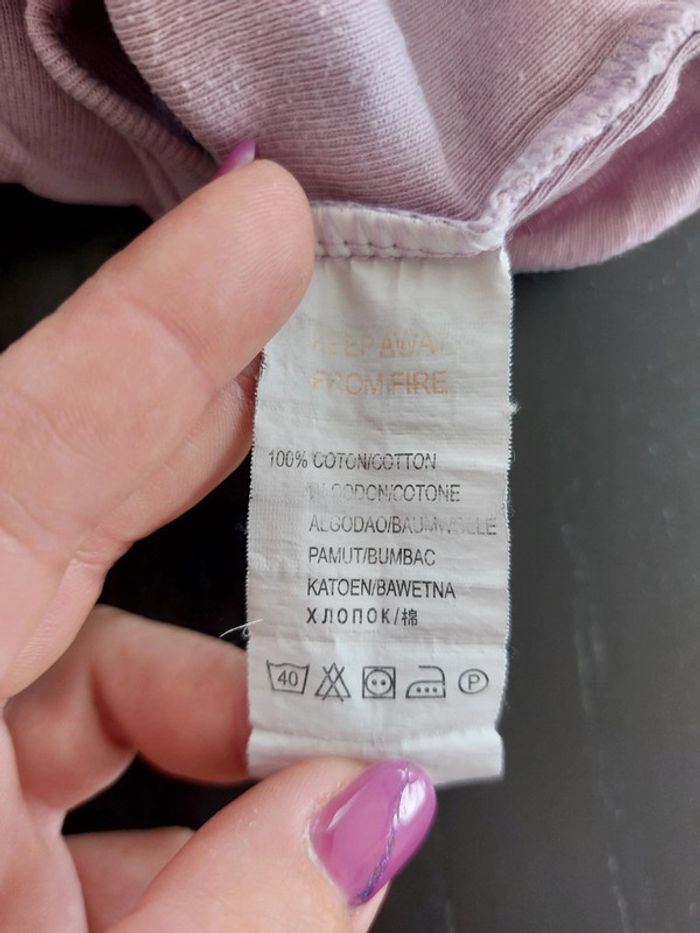 KEEP AWAY
FROM FIRE
100% COTON/COTTON
ALGODON/COTONE
ALGODAO/BAUMWOLLE
PAMUT/BUMBAC
KATOEN/BAWETNA
ХЛОПОК/棉
40
P